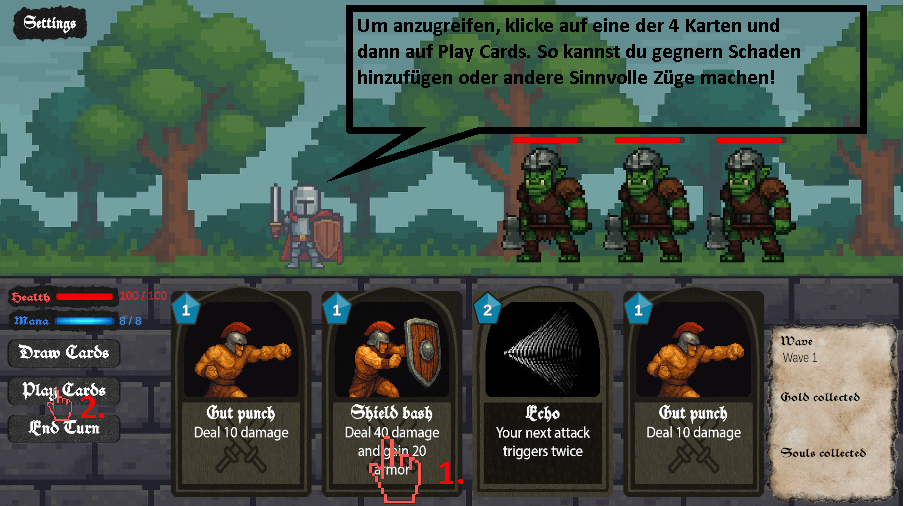 Settings
Um anzugreifen, klicke auf eine der 4 Karten und
dann auf Play Cards. So kannst du gegnern Schaden
hinzufügen oder andere Sinnvolle Züge machen!
Health 100 / 100
Mana 8 / 8
Draw Cards
Play Cards
2.
End Turn
1
Gut punch
Deal 10 damage
1
Shield bash
Deal 40 damage
and gain 20
armor
1.
2
Echo
Your next attack
triggers twice
1
Gut punch
Deal 10 damage
Wave
Wave 1
Gold collected
Souls collected